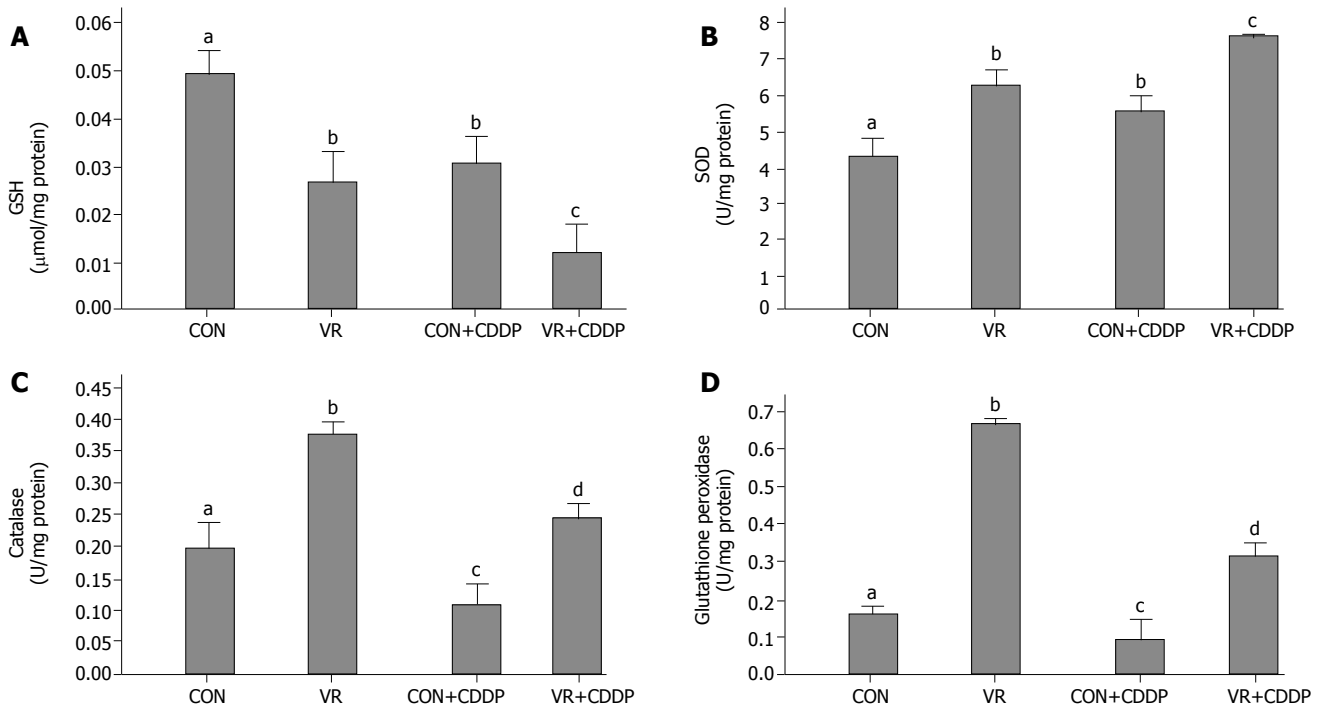 A
GSH
(μmol/mg protein)
0.06
0.05
0.04
0.03
0.02
0.01
0.00
a
b
b
c
CON VR CON+CDDP VR+CDDP
B
SOD
(U/mg protein)
8
7
6
5
4
3
2
1
0
a
b
b
c
CON VR CON+CDDP VR+CDDP
C
Catalase
(U/mg protein)
0.45
0.40
0.35
0.30
0.25
0.20
0.15
0.10
0.05
0.00
a
b
c
d
CON VR CON+CDDP VR+CDDP
D
Glutathione peroxidase
(U/mg protein)
0.7
0.6
0.5
0.4
0.3
0.2
0.1
0.0
a
b
c
d
CON VR CON+CDDP VR+CDDP